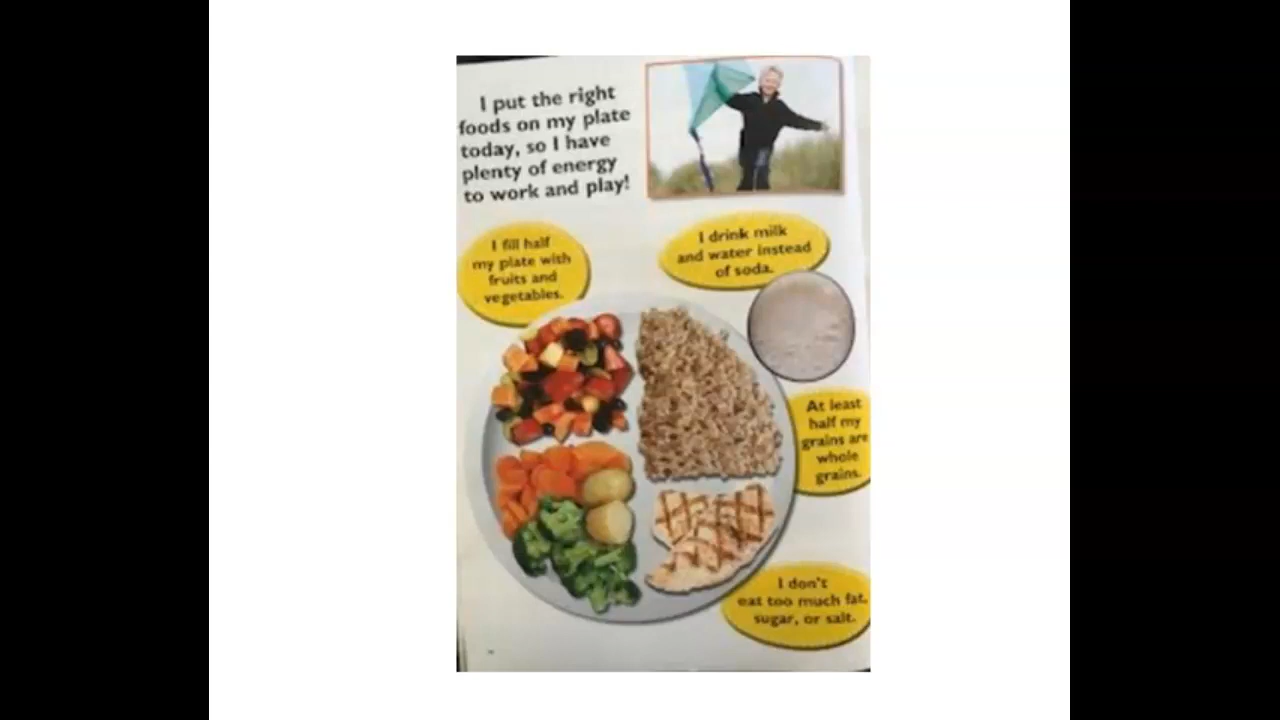 I put the right
foods on my plate
today, so I have
plenty of energy
to work and play!
I fill half
my plate with
fruits and
vegetables.
I drink milk
and water instead
of soda.
At least
half my
grains are
whole
grains.
I don't
eat too much fat,
sugar, or salt.